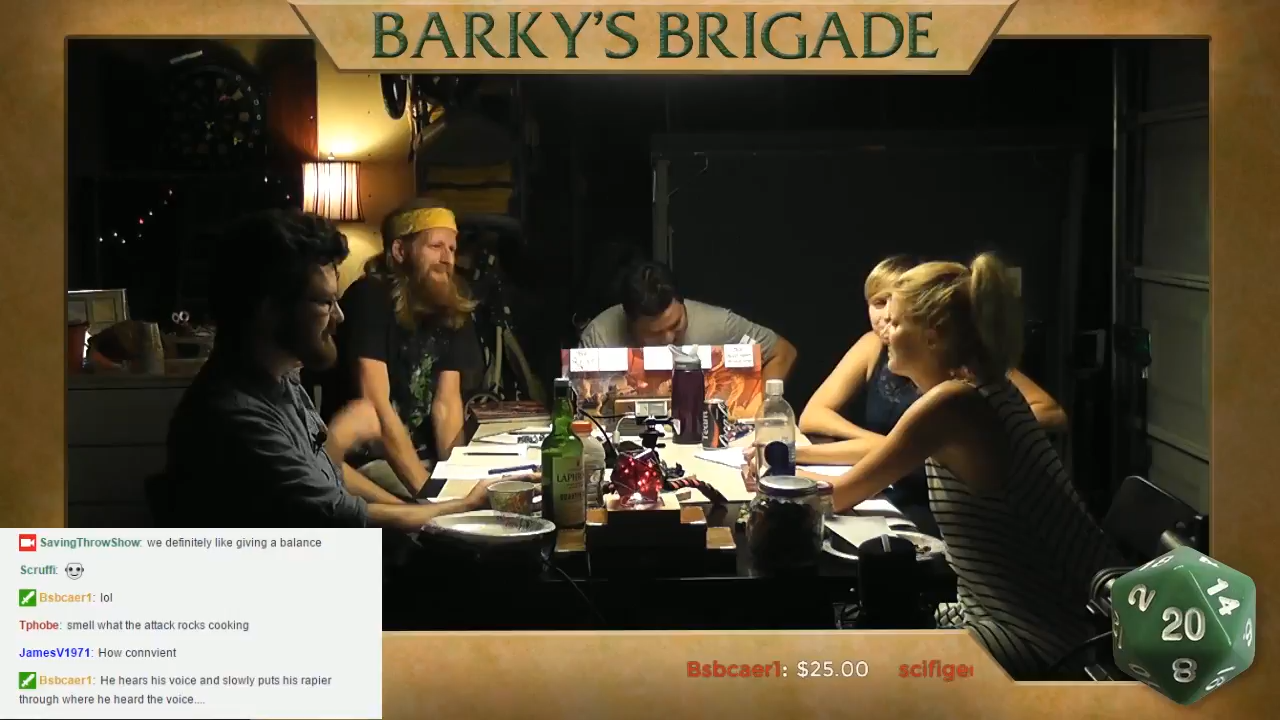 BARKY'S BRIGADE
LAPHR
SavingThrowShow: we definitely like giving a balance
Scruffi:
Bsbcaer1: lol
Tphobe: smell what the attack rocks cooking
JamesV1971: How connvient
Bsbcaer1: He hears his voice and slowly puts his rapier
through where he heard the voice....
Bsbcaer1: $25.00 scifige
2
14
20
8